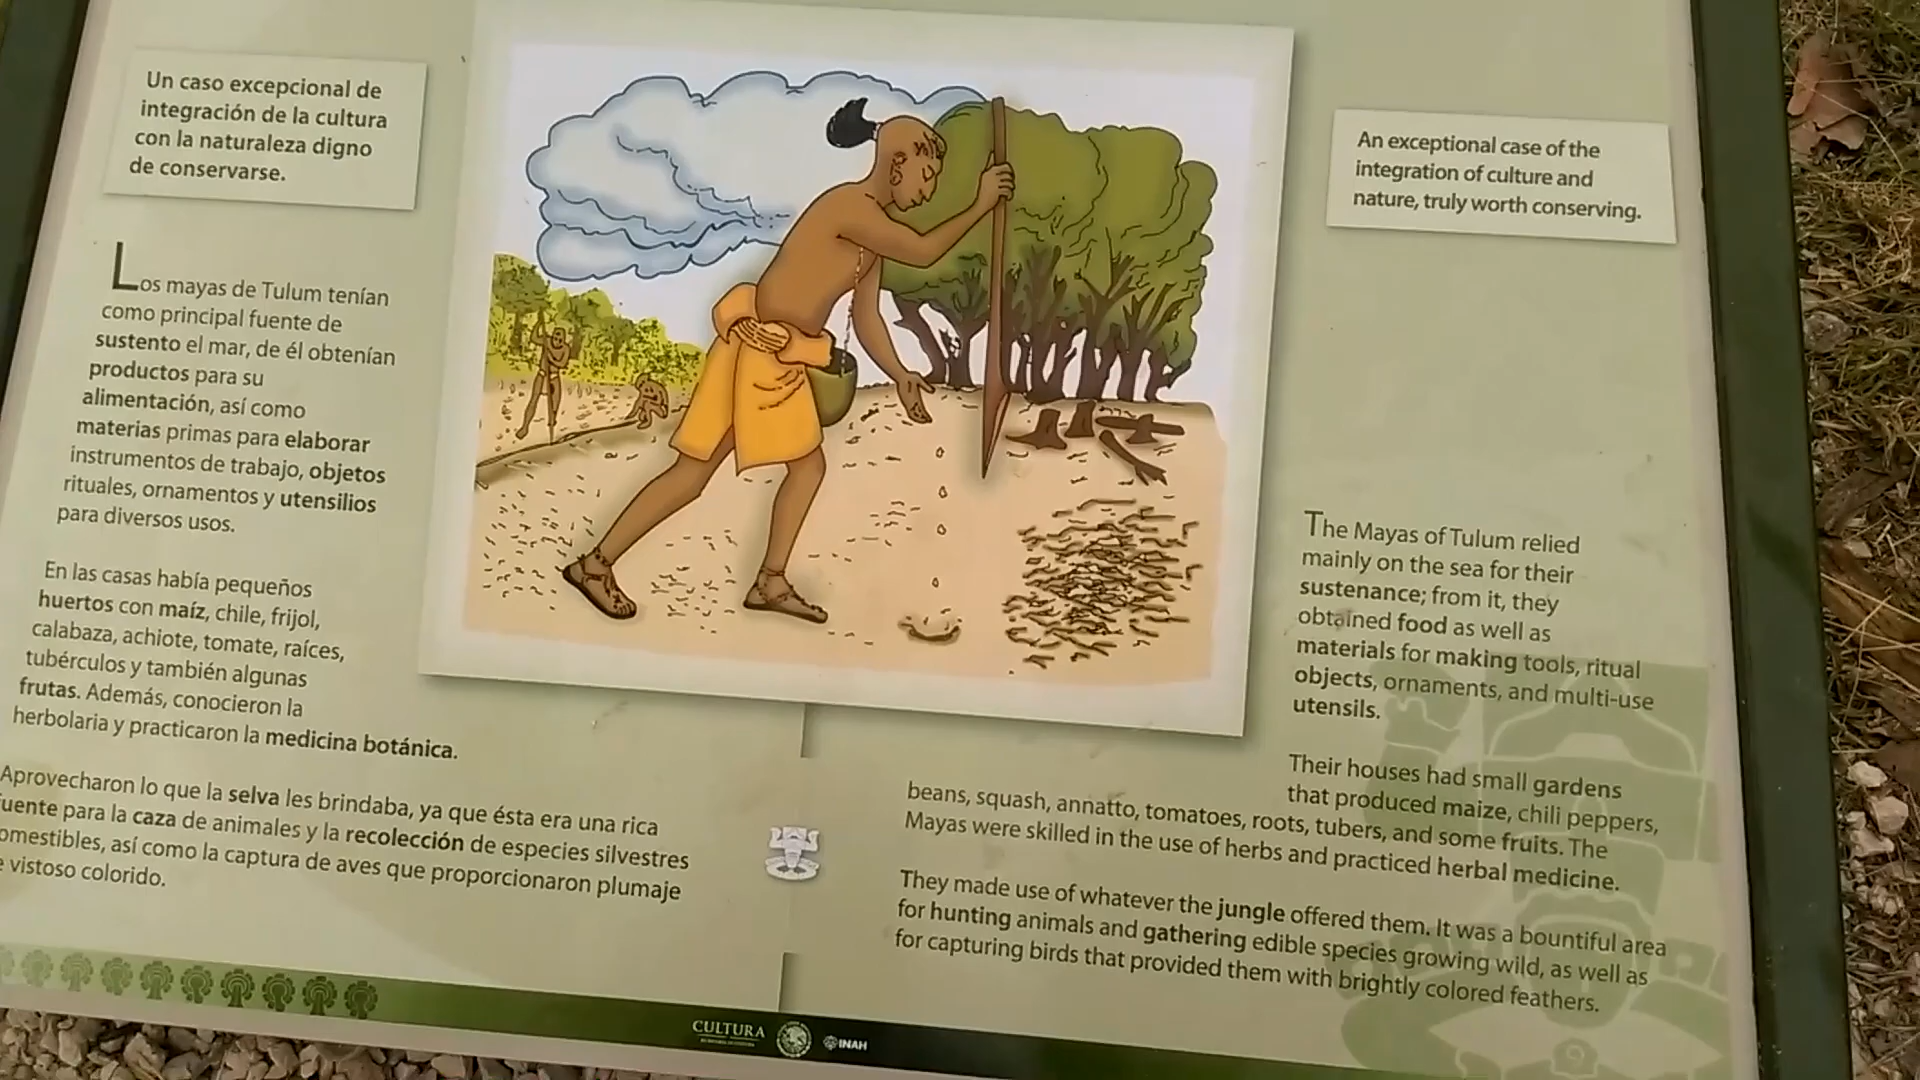 Un caso excepcional de
integración de la cultura
con la naturaleza digno
de conservarse.
Los mayas de Tulum tenían
como principal fuente de
sustento el mar, de él obtenían
productos para su
alimentación, así como
materias primas para elaborar
instrumentos de trabajo, objetos
rituales, ornamentos y utensilios
para diversos usos.
En las casas había pequeños
huertos con maíz, chile, frijol,
calabaza, achiote, tomate, raíces,
tubérculos y también algunas
frutas. Además, conocieron la
herbolaria y practicaron la medicina botánica.
Aprovecharon lo que la selva les brindaba, ya que ésta era una rica
uente para la caza de animales y la recolección de especies silvestres
omestibles, así como la captura de aves que proporcionaron plumaje
e vistoso colorido.
An exceptional case of the
integration of culture and
nature, truly worth conserving.
The Mayas of Tulum relied
mainly on the sea for their
sustenance; from it, they
obtained food as well as
materials for making tools, ritual
objects, ornaments, and multi-use
utensils.
Their houses had small gardens
that produced maize, chili peppers,
beans, squash, annatto, tomatoes, roots, tubers, and some fruits. The
Mayas were skilled in the use of herbs and practiced herbal medicine.
They made use of whatever the jungle offered them. It was a bountiful area
for hunting animals and gathering edible species growing wild, as well as
for capturing birds that provided them with brightly colored feathers.
CULTURA
INAH